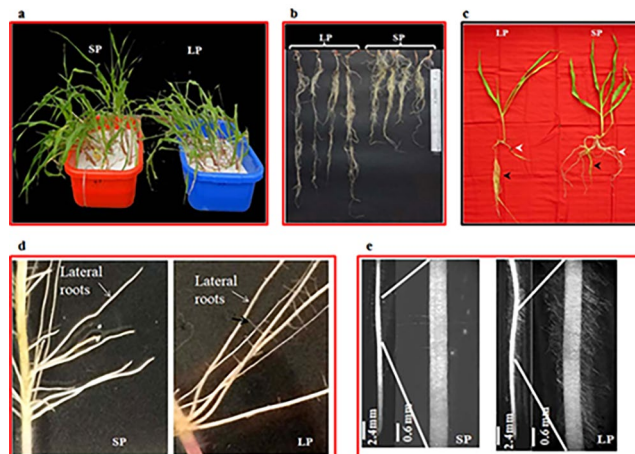 a
SP
LP
b
LP
SP
c
LP
SP
d
Lateral
roots
SP
Lateral
roots
LP
e
2.4mm
0.6 mm
SP
2.4mm
0.6 mm
LP